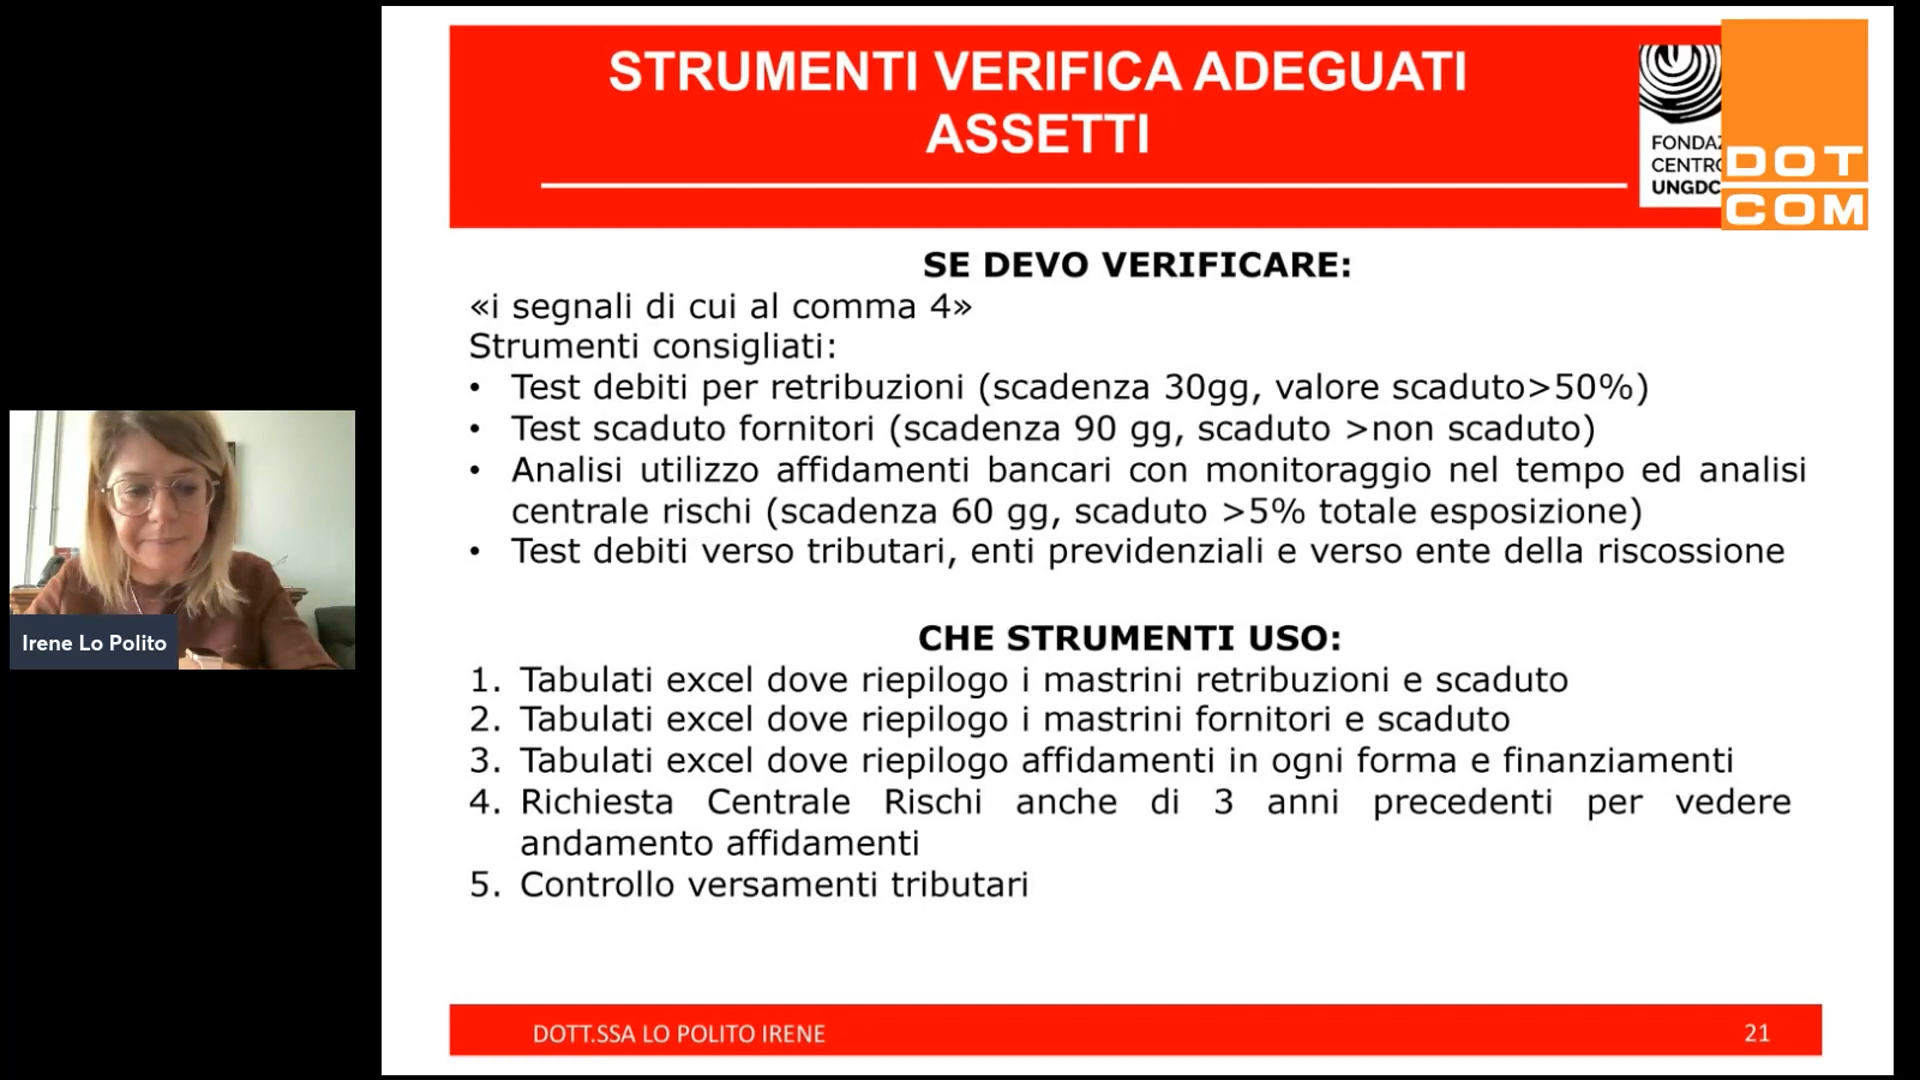 STRUMENTI VERIFICA ADEGUATI
ASSETTI
FONDAZ
CENTRO
UNGDC
DOT
COM
SE DEVO VERIFICARE:
«i segnali di cui al comma 4»
Strumenti consigliati:
• Test debiti per retribuzioni (scadenza 30gg, valore scaduto>50%)
• Test scaduto fornitori (scadenza 90 gg, scaduto >non scaduto)
• Analisi utilizzo affidamenti bancari con monitoraggio nel tempo ed analisi
centrale rischi (scadenza 60 gg, scaduto >5% totale esposizione)
• Test debiti verso tributari, enti previdenziali e verso ente della riscossione
CHE STRUMENTI USO:
1. Tabulati excel dove riepilogo i mastrini retribuzioni e scaduto
2. Tabulati excel dove riepilogo i mastrini fornitori e scaduto
3. Tabulati excel dove riepilogo affidamenti in ogni forma e finanziamenti
4. Richiesta Centrale Rischi anche di 3 anni precedenti per vedere
andamento affidamenti
5. Controllo versamenti tributari
Irene Lo Polito
DOTT.SSA LO POLITO IRENE
21